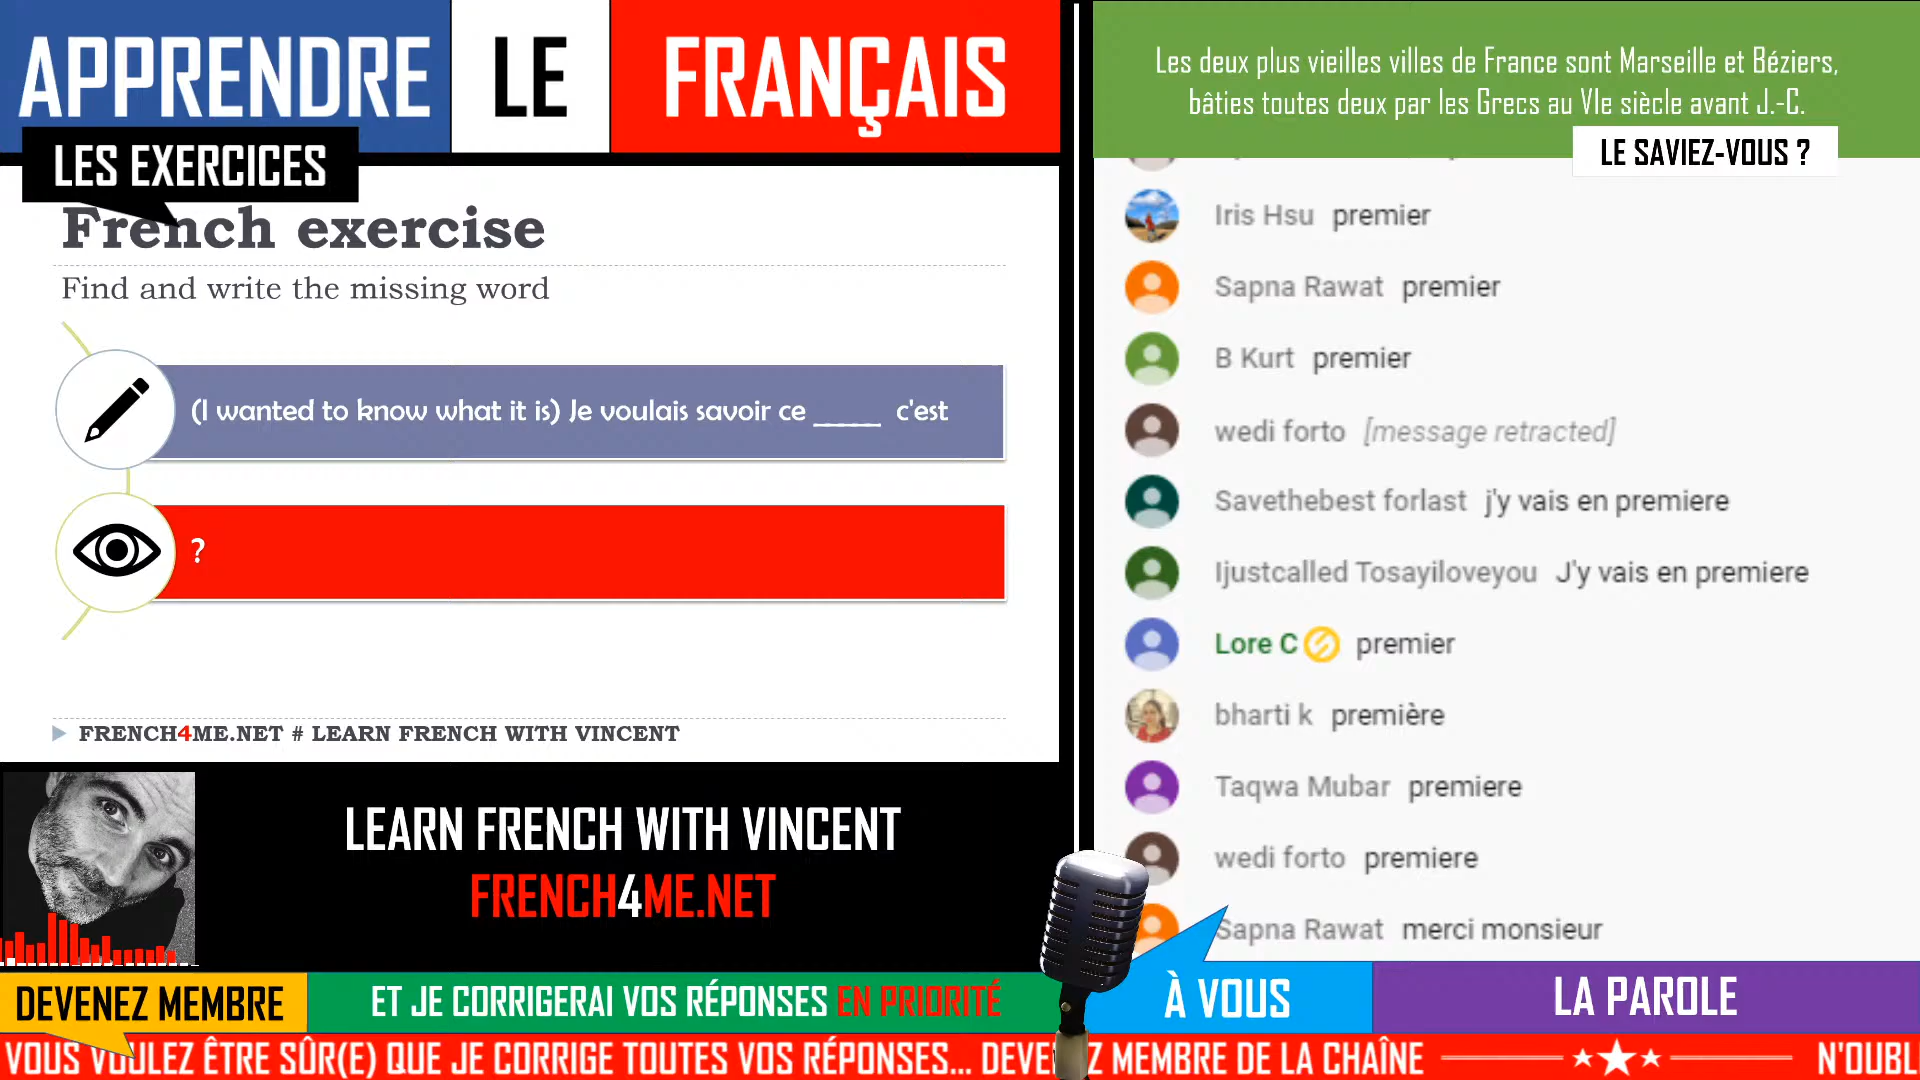 APPRENDRE LE FRANÇAIS
LES EXERCICES
French exercise
Find and write the missing word
(I wanted to know what it is) Je voulais savoir ce _____ c'est
?
FRENCH4ME.NET # LEARN FRENCH WITH VINCENT
LEARN FRENCH WITH VINCENT
FRENCH4ME.NET
Les deux plus vieilles villes de France sont Marseille et Béziers,
bâties toutes deux par les Grecs au VIe siècle avant J.-C.
LE SAVIEZ-VOUS ?
Iris Hsu premier
Sapna Rawat premier
B Kurt premier
wedi forto [message retracted]
Savethebest forlast j'y vais en premiere
Ijustcalled Tosayiloveyou J'y vais en premiere
Lore C premier
bharti k première
Taqwa Mubar premiere
wedi forto premiere
Sapna Rawat merci monsieur
DEVENEZ MEMBRE
ET JE CORRIGERAI VOS RÉPONSES EN PRIORITÉ
À VOUS
LA PAROLE
VOUS VOULEZ ÊTRE SÛR(E) QUE JE CORRIGE TOUTES VOS RÉPONSES... DEVENEZ MEMBRE DE LA CHAÎNE N'OUBL